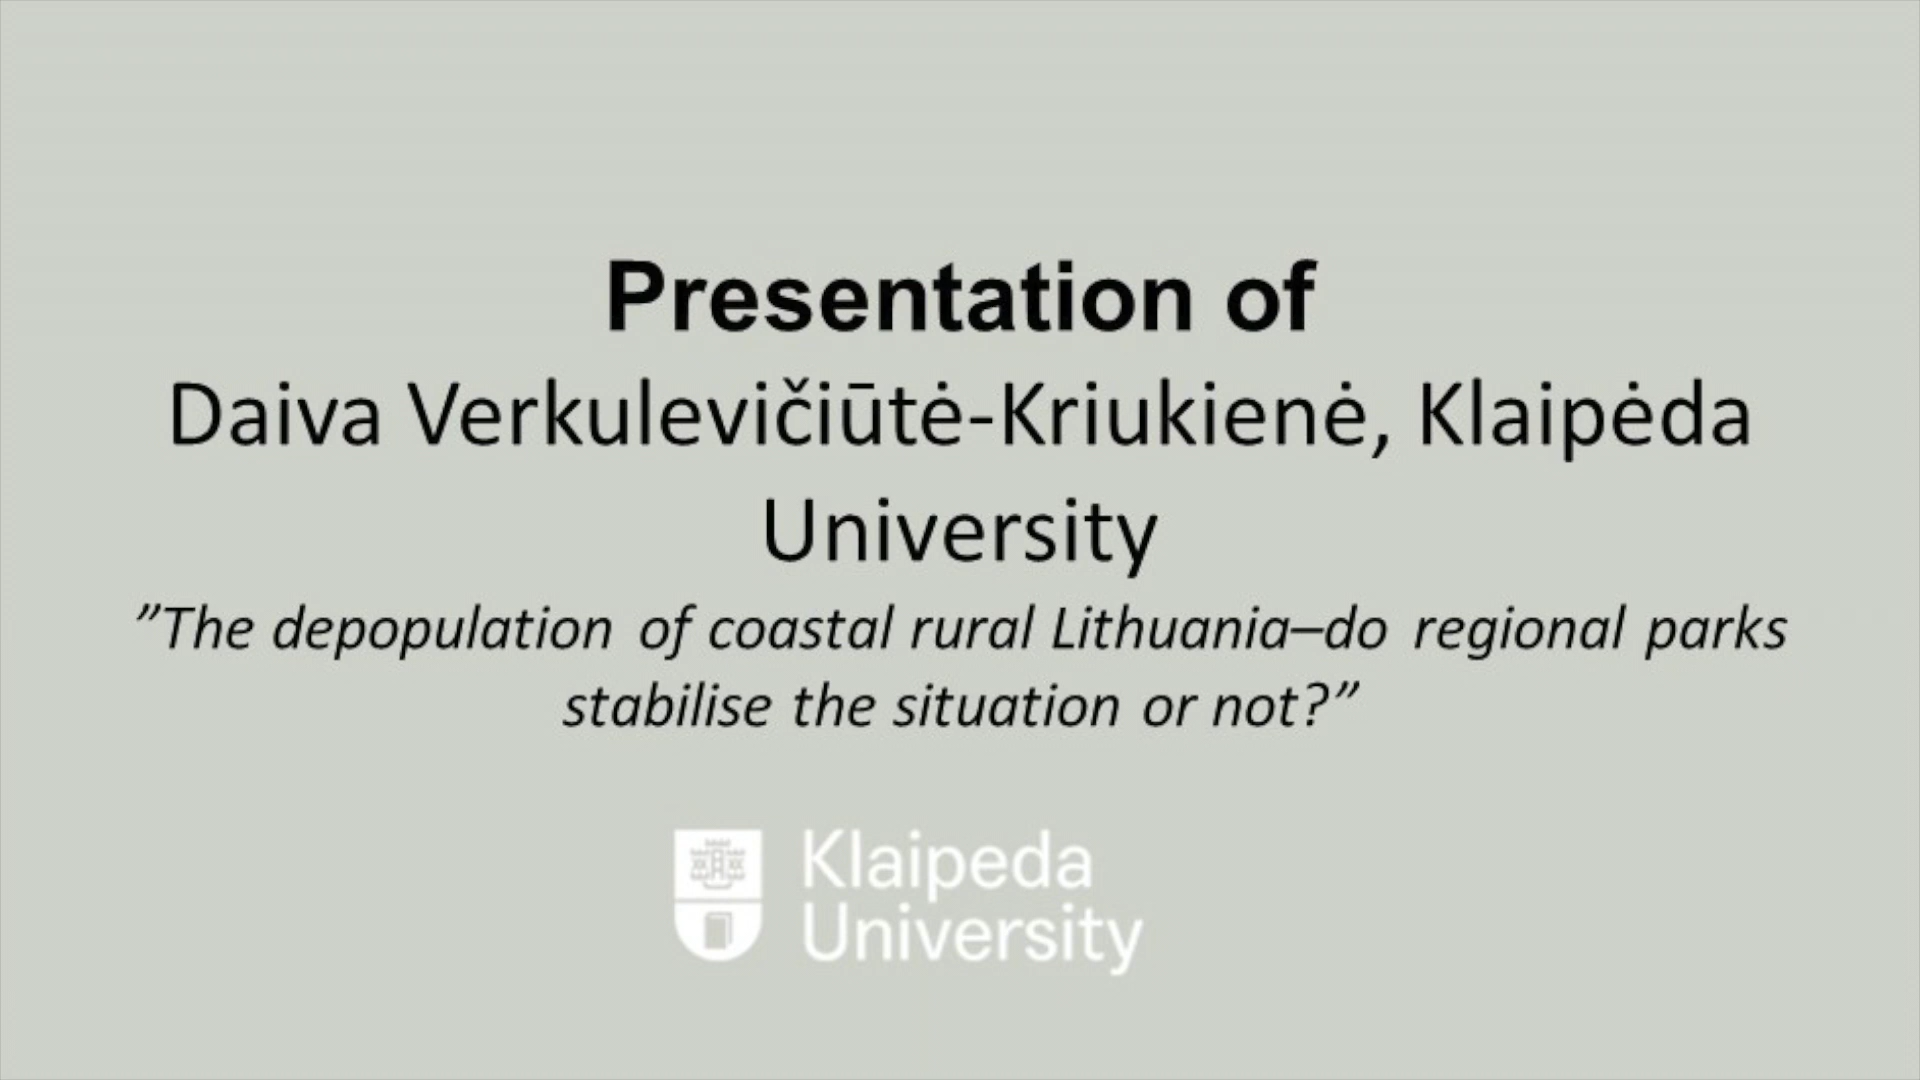 Presentation of
Daiva Verkulevičiūtė-Kriukienė, Klaipėda
University
”The depopulation of coastal rural Lithuania–do regional parks
stabilise the situation or not?”
Klaipeda
University